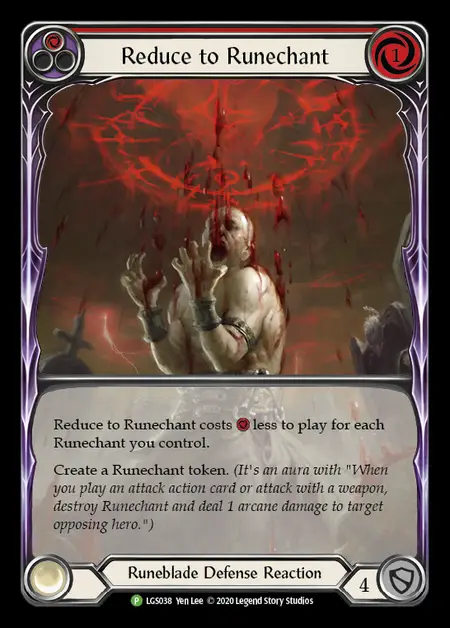 Reduce to Runechant
1
Reduce to Runechant costs less to play for each
Runechant you control.
Create a Runechant token. (It's an aura with "When
you play an attack action card or attack with a weapon,
destroy Runechant and deal 1 arcane damage to target
opposing hero.")
Runeblade Defense Reaction
4
P LGS038 Yen Lee © 2020 Legend Story Studios